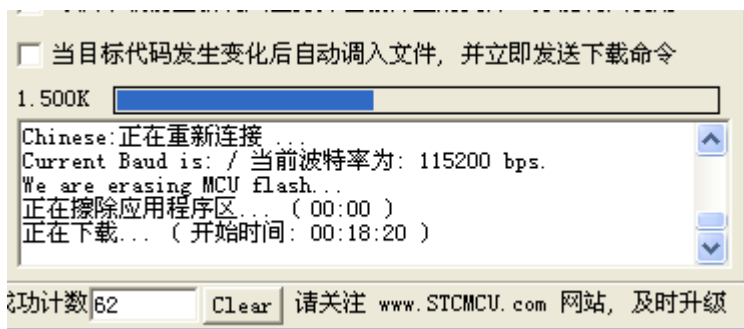 当目标代码发生变化后自动调入文件, 并立即发送下载命令
1.500K
Chinese:正在重新连接 ...
Current Baud is: / 当前波特率为: 115200 bps.
We are erasing MCU flash...
正在擦除应用程序区... ( 00:00 )
正在下载... ( 开始时间: 00:18:20 )
成功计数 62 Clear 请关注 www.STCMCU.com 网站, 及时升级